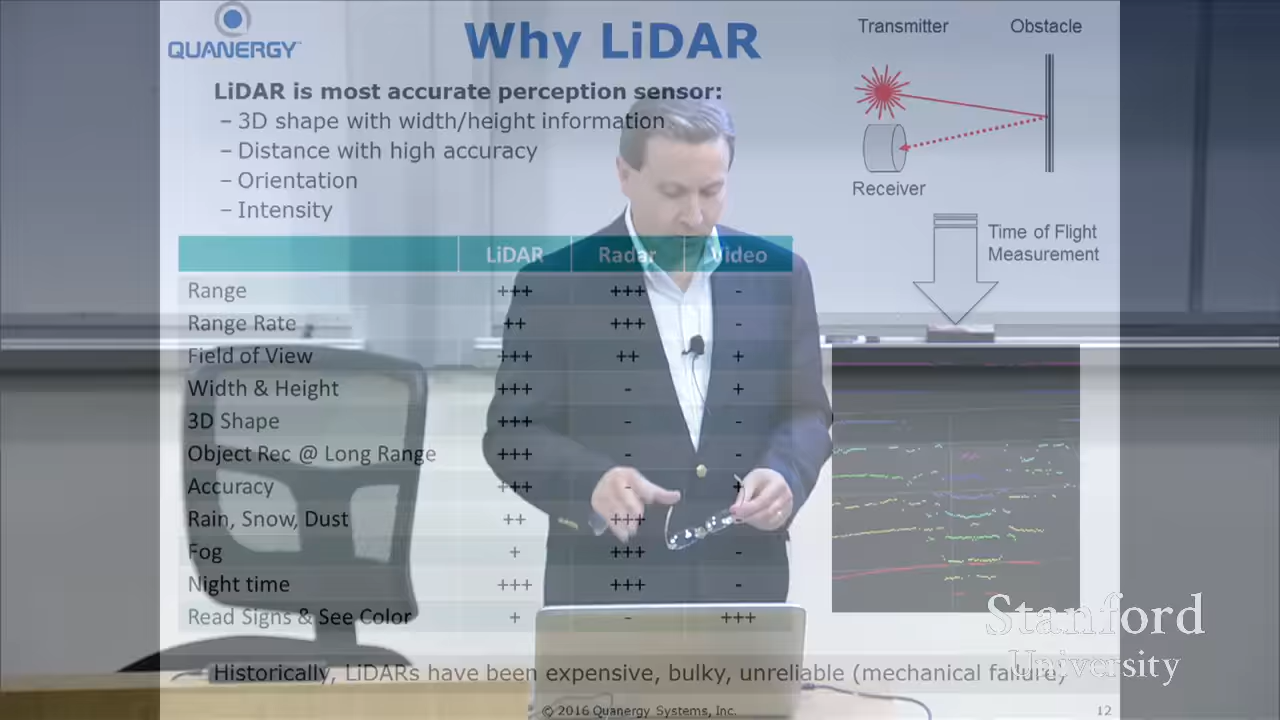 QUANERGY
Why LiDAR
Transmitter
Obstacle
LiDAR is most accurate perception sensor:
– 3D shape with width/height information
– Distance with high accuracy
– Orientation
– Intensity
Receiver
Time of Flight
Measurement
LiDAR Radar Video
Range +++ +++ -
Range Rate ++ +++ -
Field of View +++ ++ +
Width & Height +++ - +
3D Shape +++ - -
Object Rec @ Long Range +++ - -
Accuracy +++ - +
Rain, Snow, Dust ++ +++ -
Fog + +++ -
Night time +++ +++ -
Read Signs & See Color + - +++
Historically, LiDARs have been expensive, bulky, unreliable (mechanical failure)
Stanford
University
© 2016 Quanergy Systems, Inc.
12